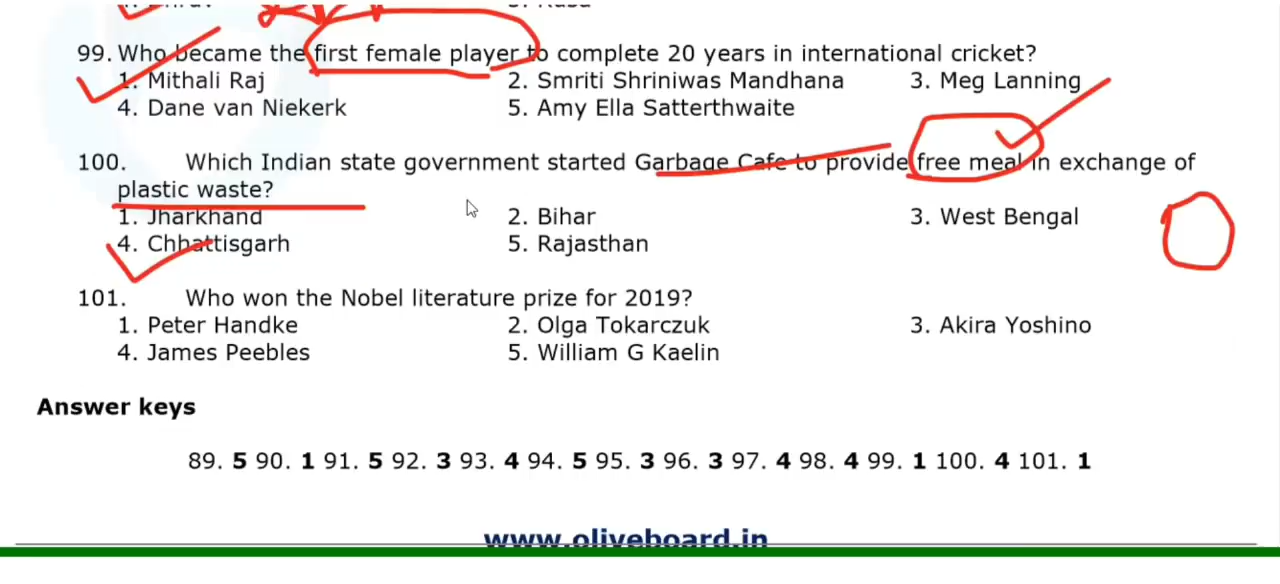 99. Who became the first female player to complete 20 years in international cricket?
1. Mithali Raj 2. Smriti Shriniwas Mandhana 3. Meg Lanning
4. Dane van Niekerk 5. Amy Ella Satterthwaite
100. Which Indian state government started Garbage Cafe to provide free meal in exchange of
plastic waste?
1. Jharkhand 2. Bihar 3. West Bengal
4. Chhattisgarh 5. Rajasthan
101. Who won the Nobel literature prize for 2019?
1. Peter Handke 2. Olga Tokarczuk 3. Akira Yoshino
4. James Peebles 5. William G Kaelin
Answer keys
89. 5 90. 1 91. 5 92. 3 93. 4 94. 5 95. 3 96. 3 97. 4 98. 4 99. 1 100. 4 101. 1
www.oliveboard.in